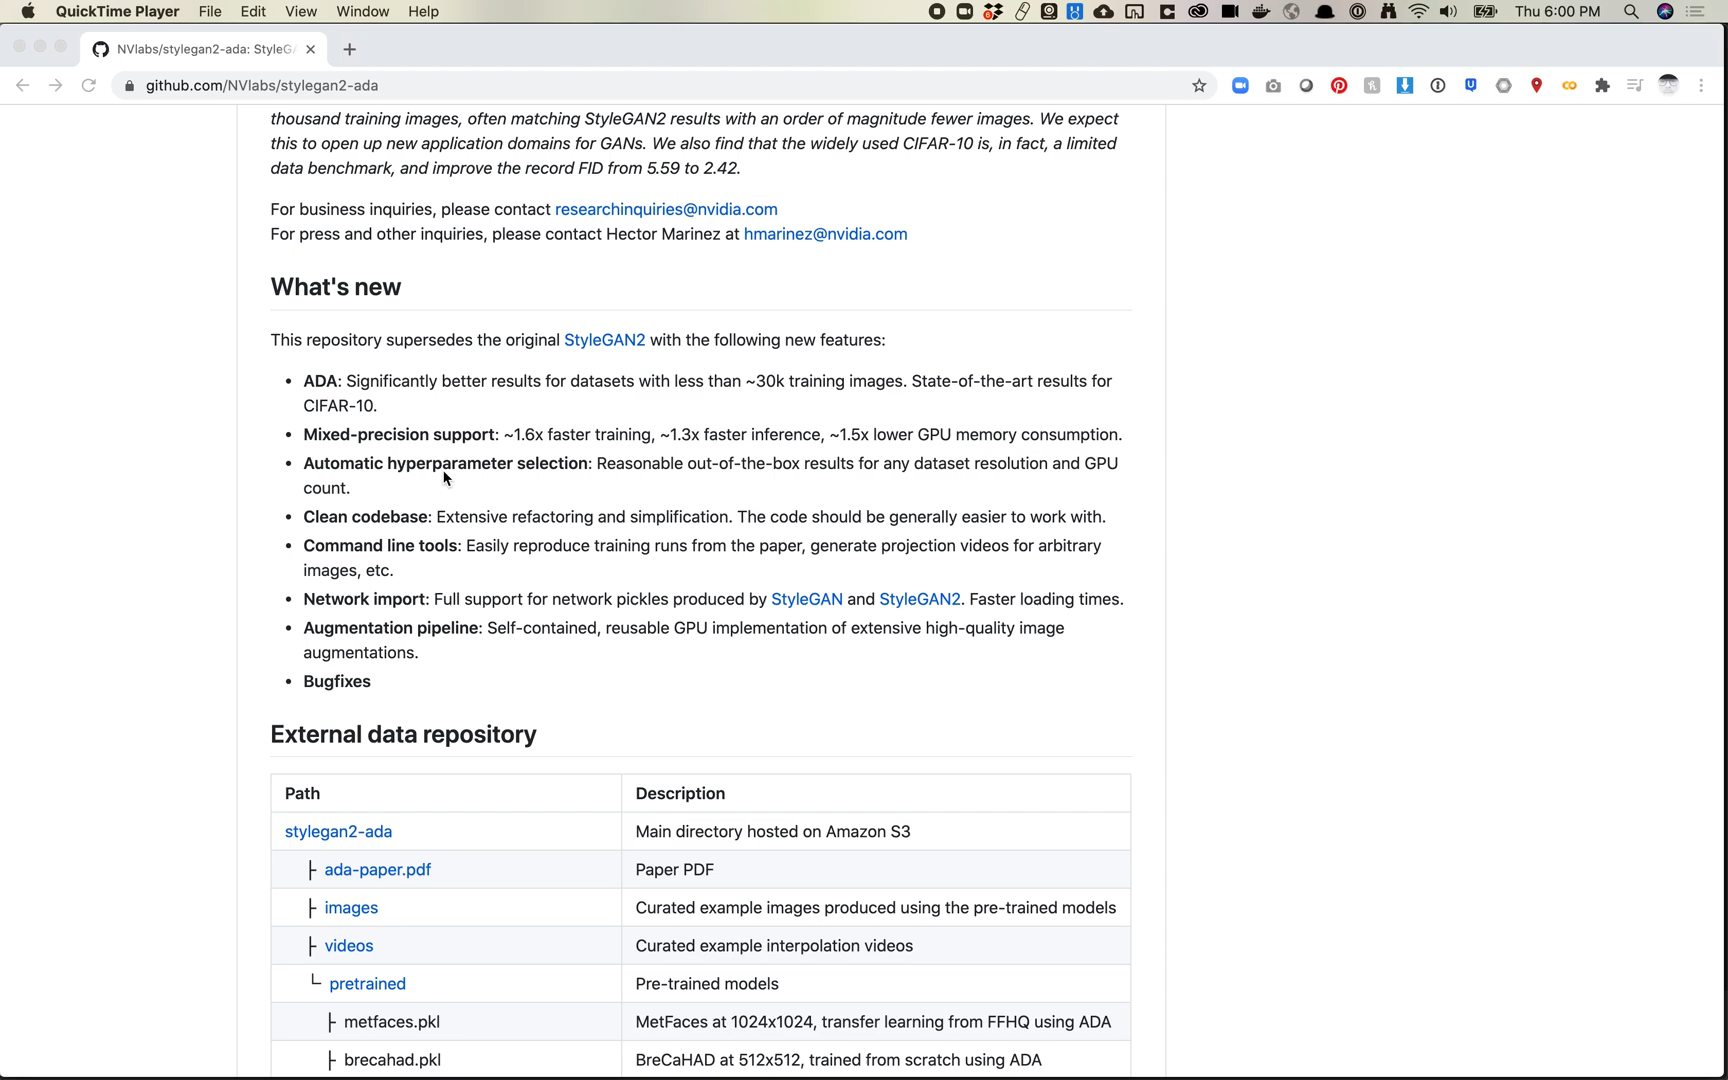 QuickTime Player File Edit View Window Help Thu 6:00 PM
NVlabs/stylegan2-ada: StyleG
github.com/NVlabs/stylegan2-ada
thousand training images, often matching StyleGAN2 results with an order of magnitude fewer images. We expect
this to open up new application domains for GANs. We also find that the widely used CIFAR-10 is, in fact, a limited
data benchmark, and improve the record FID from 5.59 to 2.42.
For business inquiries, please contact researchinquiries@nvidia.com
For press and other inquiries, please contact Hector Marinez at hmarinez@nvidia.com
What's new
This repository supersedes the original StyleGAN2 with the following new features:
• ADA: Significantly better results for datasets with less than ~30k training images. State-of-the-art results for
CIFAR-10.
• Mixed-precision support: ~1.6x faster training, ~1.3x faster inference, ~1.5x lower GPU memory consumption.
• Automatic hyperparameter selection: Reasonable out-of-the-box results for any dataset resolution and GPU
count.
• Clean codebase: Extensive refactoring and simplification. The code should be generally easier to work with.
• Command line tools: Easily reproduce training runs from the paper, generate projection videos for arbitrary
images, etc.
• Network import: Full support for network pickles produced by StyleGAN and StyleGAN2. Faster loading times.
• Augmentation pipeline: Self-contained, reusable GPU implementation of extensive high-quality image
augmentations.
• Bugfixes
External data repository
Path Description
stylegan2-ada Main directory hosted on Amazon S3
├ ada-paper.pdf Paper PDF
├ images Curated example images produced using the pre-trained models
├ videos Curated example interpolation videos
└ pretrained Pre-trained models
├ metfaces.pkl MetFaces at 1024x1024, transfer learning from FFHQ using ADA
├ brecahad.pkl BreCaHAD at 512x512, trained from scratch using ADA